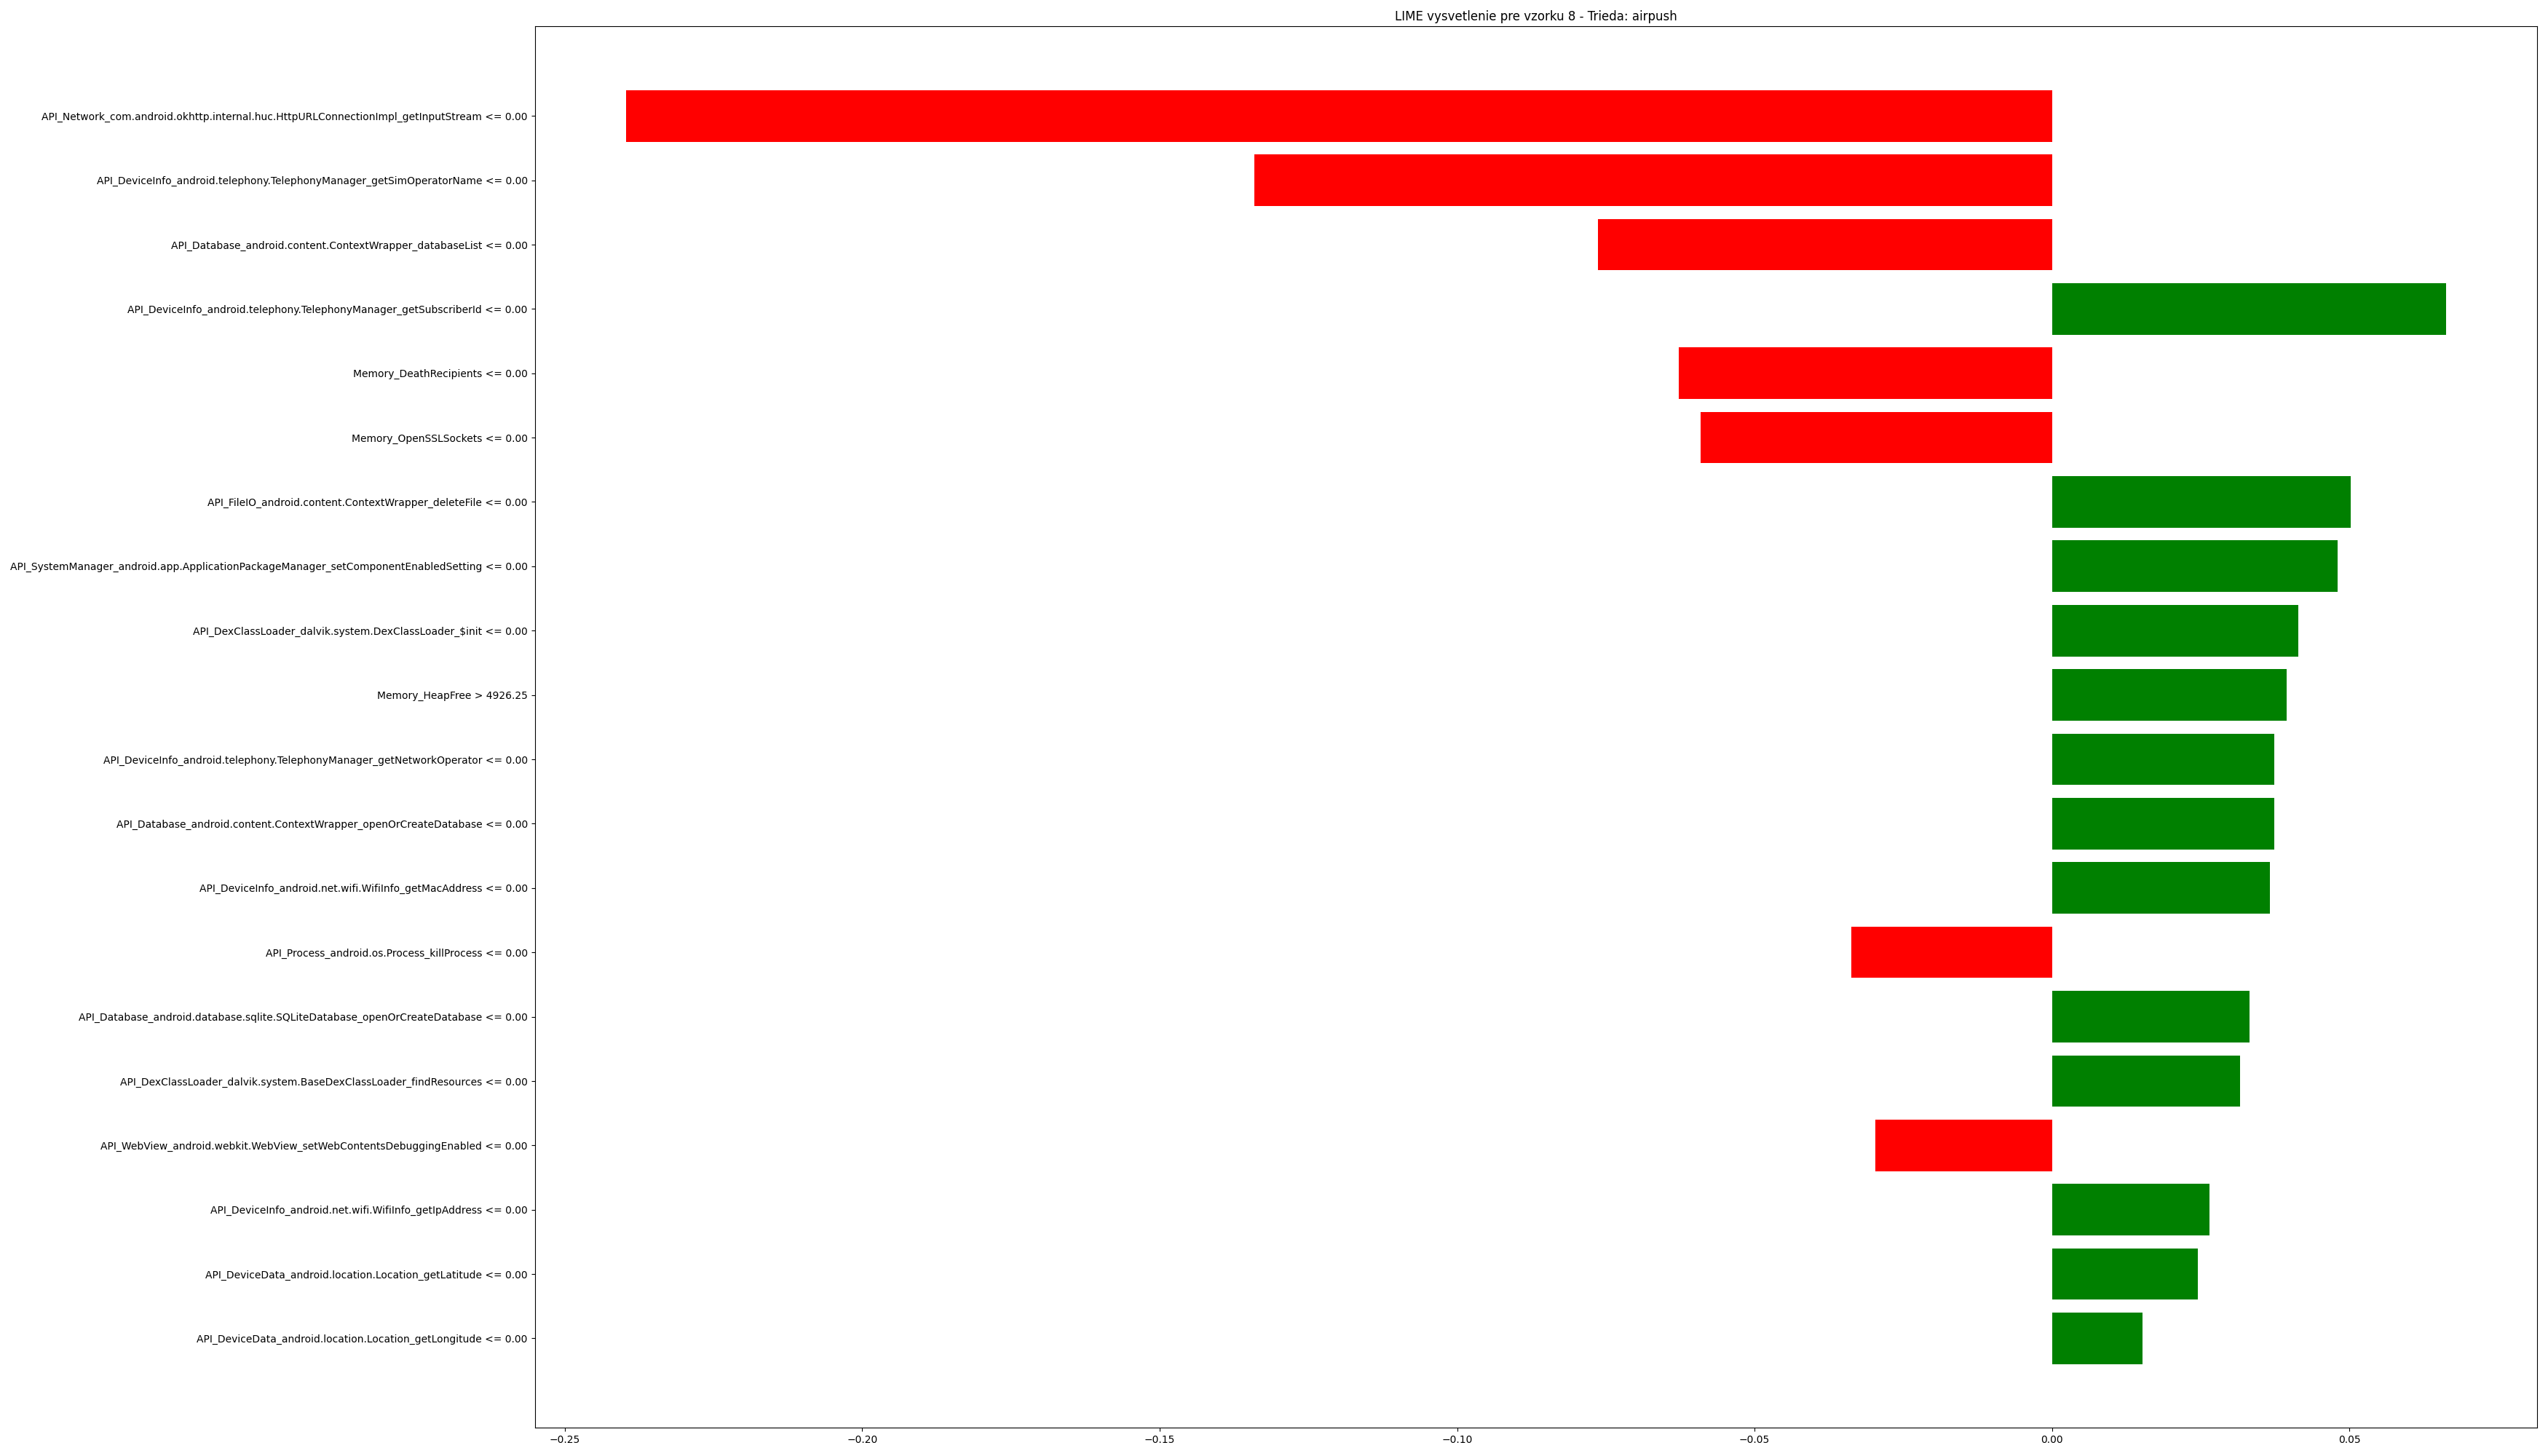 LIME vysvetlenie pre vzorku 8 - Trieda: airpush
API_Network_com.android.okhttp.internal.huc.HttpURLConnectionImpl_getInputStream <= 0.00
API_DeviceInfo_android.telephony.TelephonyManager_getSimOperatorName <= 0.00
API_Database_android.content.ContextWrapper_databaseList <= 0.00
API_DeviceInfo_android.telephony.TelephonyManager_getSubscriberId <= 0.00
Memory_DeathRecipients <= 0.00
Memory_OpenSSLSockets <= 0.00
API_FileIO_android.content.ContextWrapper_deleteFile <= 0.00
API_SystemManager_android.app.ApplicationPackageManager_setComponentEnabledSetting <= 0.00
API_DexClassLoader_dalvik.system.DexClassLoader_$init <= 0.00
Memory_HeapFree > 4926.25
API_DeviceInfo_android.telephony.TelephonyManager_getNetworkOperator <= 0.00
API_Database_android.content.ContextWrapper_openOrCreateDatabase <= 0.00
API_DeviceInfo_android.net.wifi.WifiInfo_getMacAddress <= 0.00
API_Process_android.os.Process_killProcess <= 0.00
API_Database_android.database.sqlite.SQLiteDatabase_openOrCreateDatabase <= 0.00
API_DexClassLoader_dalvik.system.BaseDexClassLoader_findResources <= 0.00
API_WebView_android.webkit.WebView_setWebContentsDebuggingEnabled <= 0.00
API_DeviceInfo_android.net.wifi.WifiInfo_getIpAddress <= 0.00
API_DeviceData_android.location.Location_getLatitude <= 0.00
API_DeviceData_android.location.Location_getLongitude <= 0.00
−0.25 −0.20 −0.15 −0.10 −0.05 0.00 0.05